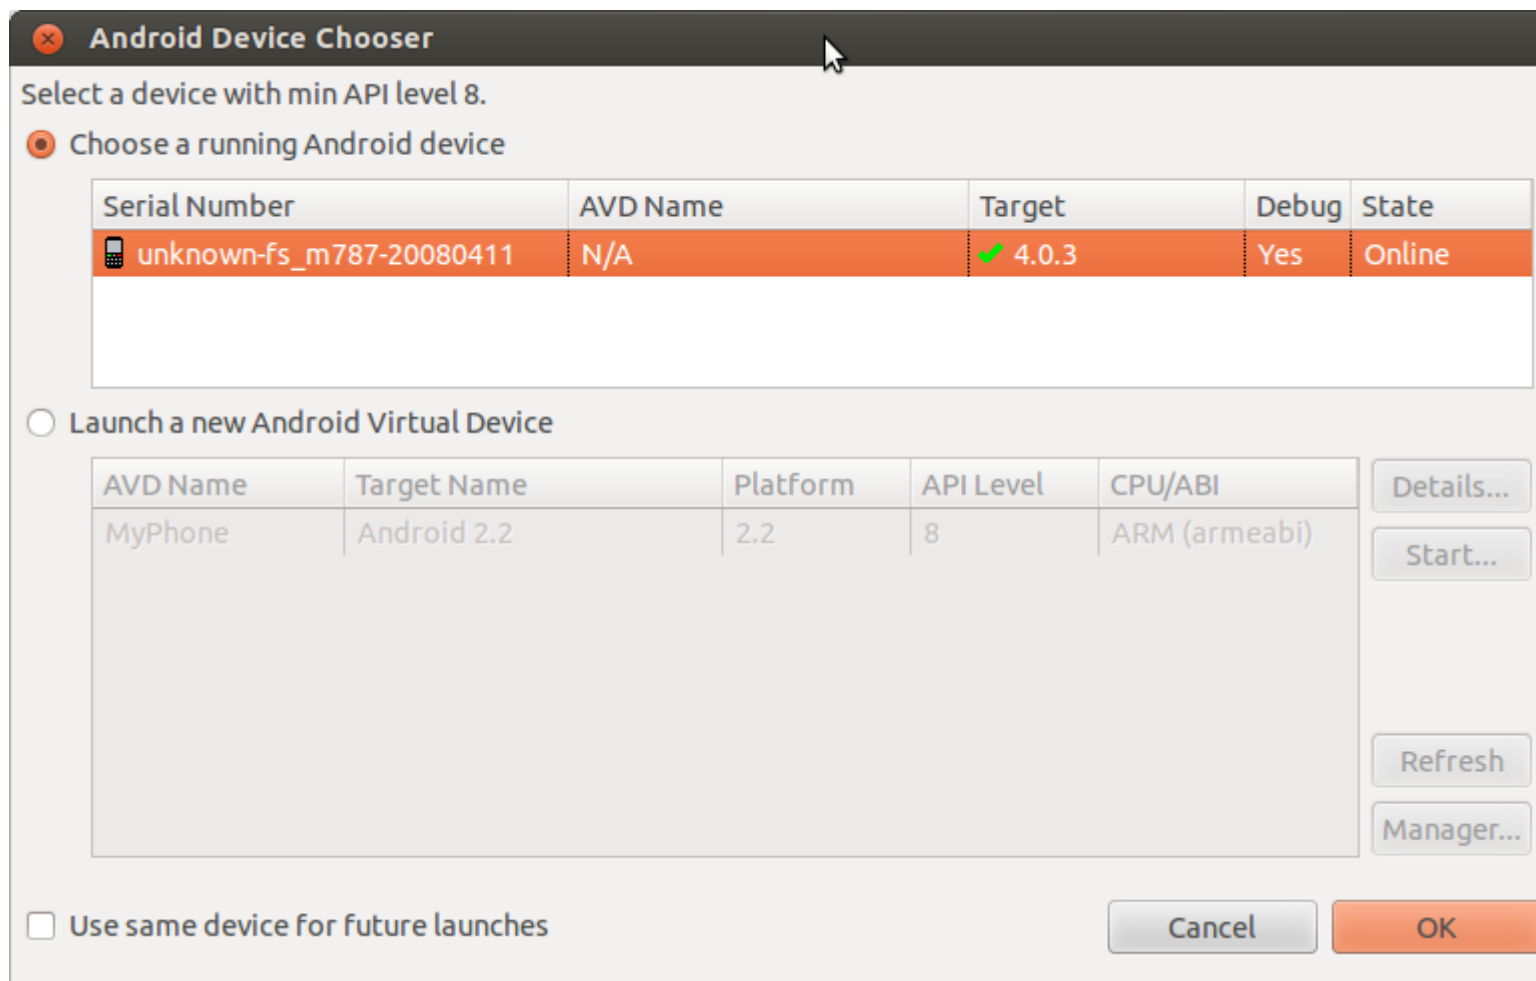 Android Device Chooser
Select a device with min API level 8.
Choose a running Android device
Serial Number AVD Name Target Debug State
unknown-fs_m787-20080411 N/A 4.0.3 Yes Online
Launch a new Android Virtual Device
AVD Name Target Name Platform API Level CPU/ABI
MyPhone Android 2.2 2.2 8 ARM (armeabi)
Details...
Start...
Refresh
Manager...
Use same device for future launches
Cancel OK